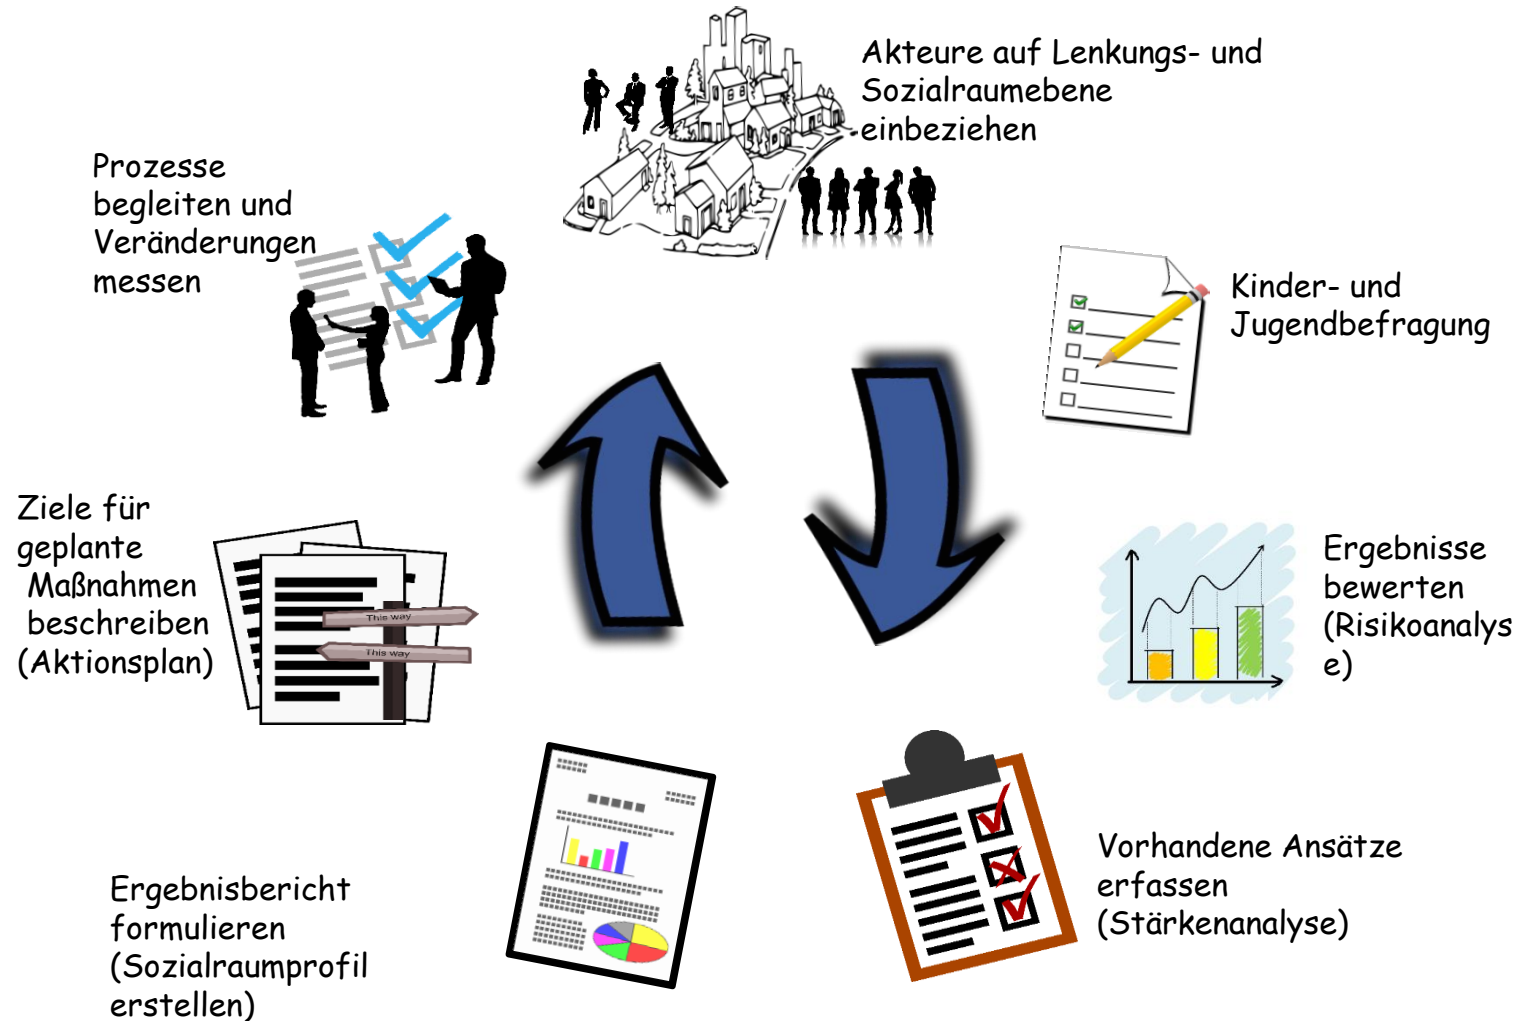 Akteure auf Lenkungs- und
Sozialraumebene
einbeziehen
Kinder- und
Jugendbefragung
Ergebnisse
bewerten
(Risikoanalys
e)
Vorhandene Ansätze
erfassen
(Stärkenanalyse)
Ergebnisbericht
formulieren
(Sozialraumprofil
erstellen)
Ziele für
geplante
Maßnahmen
beschreiben
(Aktionsplan)
This way
This way
Prozesse
begleiten und
Veränderungen
messen